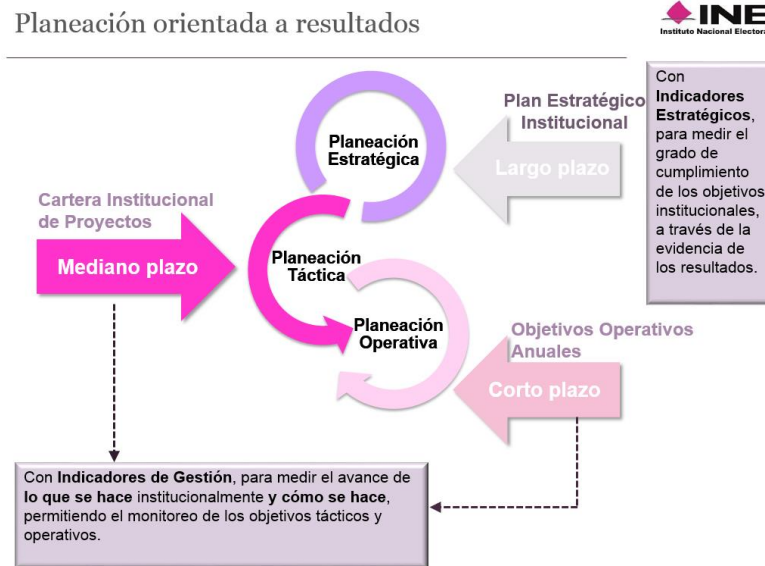 Planeación orientada a resultados
INE
Instituto Nacional Electora
Plan Estratégico
Institucional
Largo plazo
Con
Indicadores
Estratégicos,
para medir el
grado de
cumplimiento
de los objetivos
institucionales,
a través de la
evidencia de
los resultados.
Planeación
Estratégica
Cartera Institucional
de Proyectos
Mediano plazo
Planeación
Táctica
Planeación
Operativa
Objetivos Operativos
Anuales
Corto plazo
Con Indicadores de Gestión, para medir el avance de
lo que se hace institucionalmente y cómo se hace,
permitiendo el monitoreo de los objetivos tácticos y
operativos.